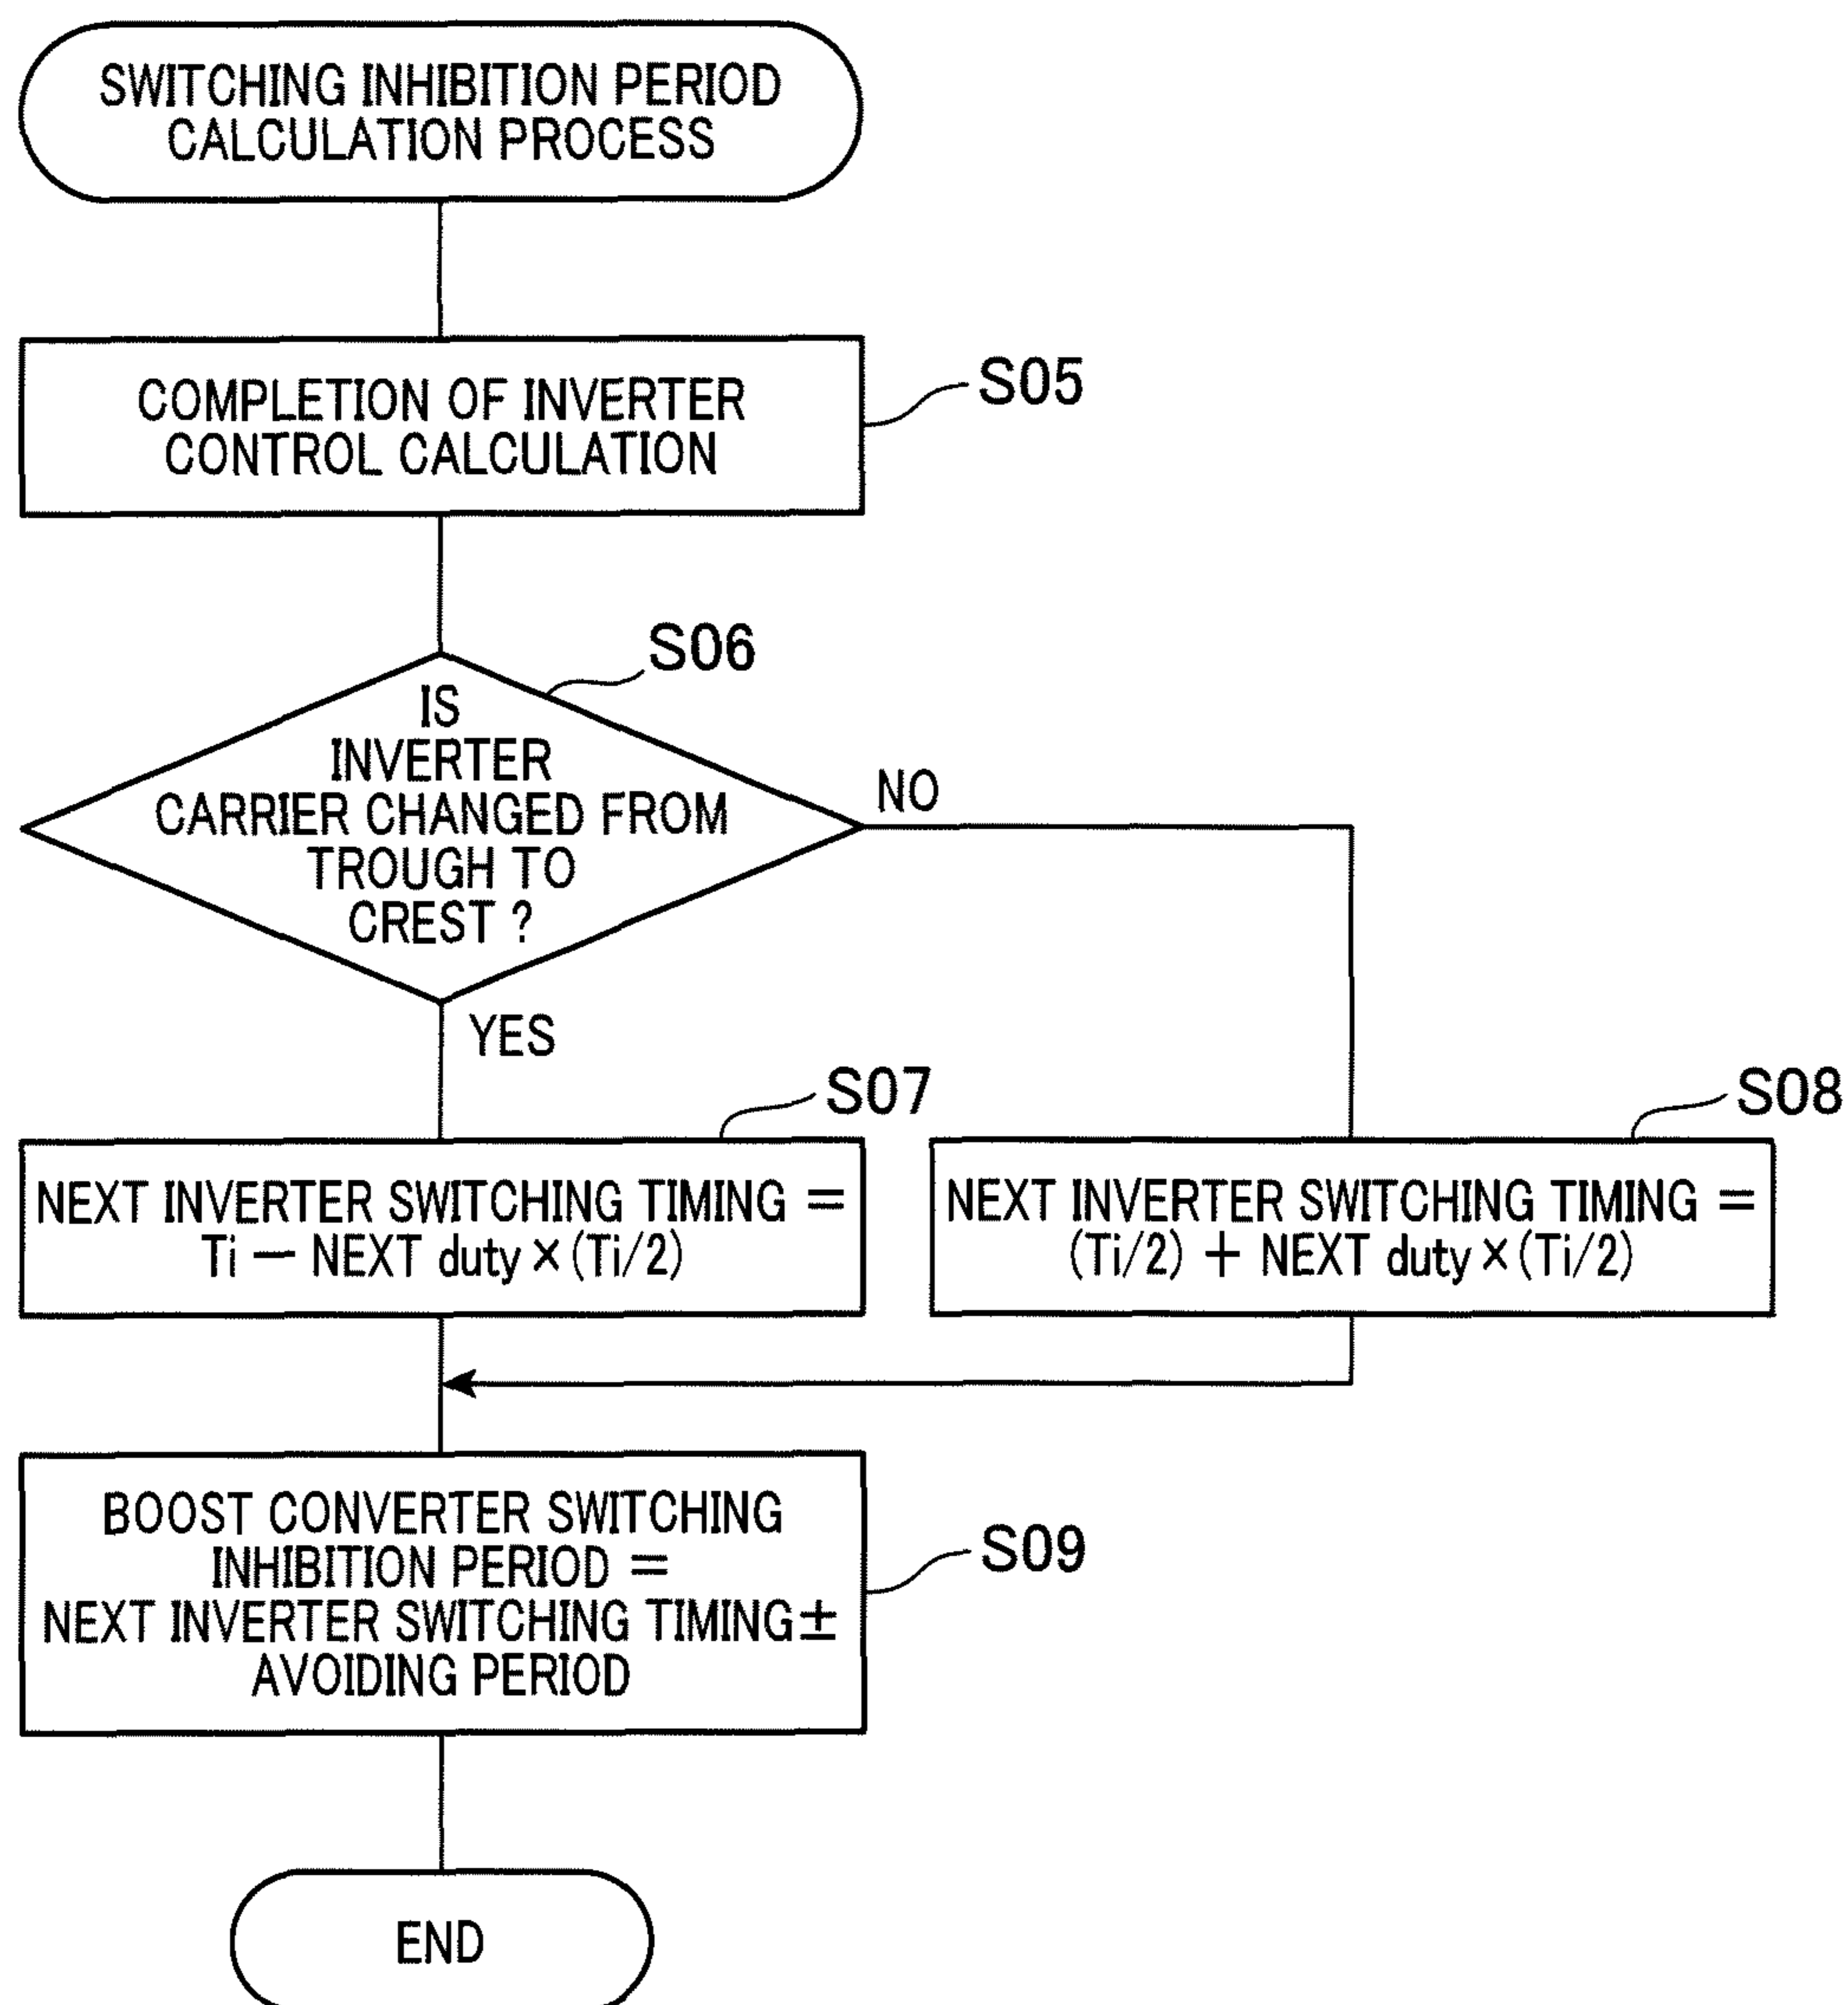 SWITCHING INHIBITION PERIOD
CALCULATION PROCESS
COMPLETION OF INVERTER
CONTROL CALCULATION
S05
S06
IS
INVERTER
CARRIER CHANGED FROM
TROUGH TO
CREST ?
NO
YES
S07
NEXT INVERTER SWITCHING TIMING =
Ti — NEXT duty × (Ti/2)
S08
NEXT INVERTER SWITCHING TIMING =
(Ti/2) + NEXT duty × (Ti/2)
BOOST CONVERTER SWITCHING
INHIBITION PERIOD =
NEXT INVERTER SWITCHING TIMING ±
AVOIDING PERIOD
S09
END